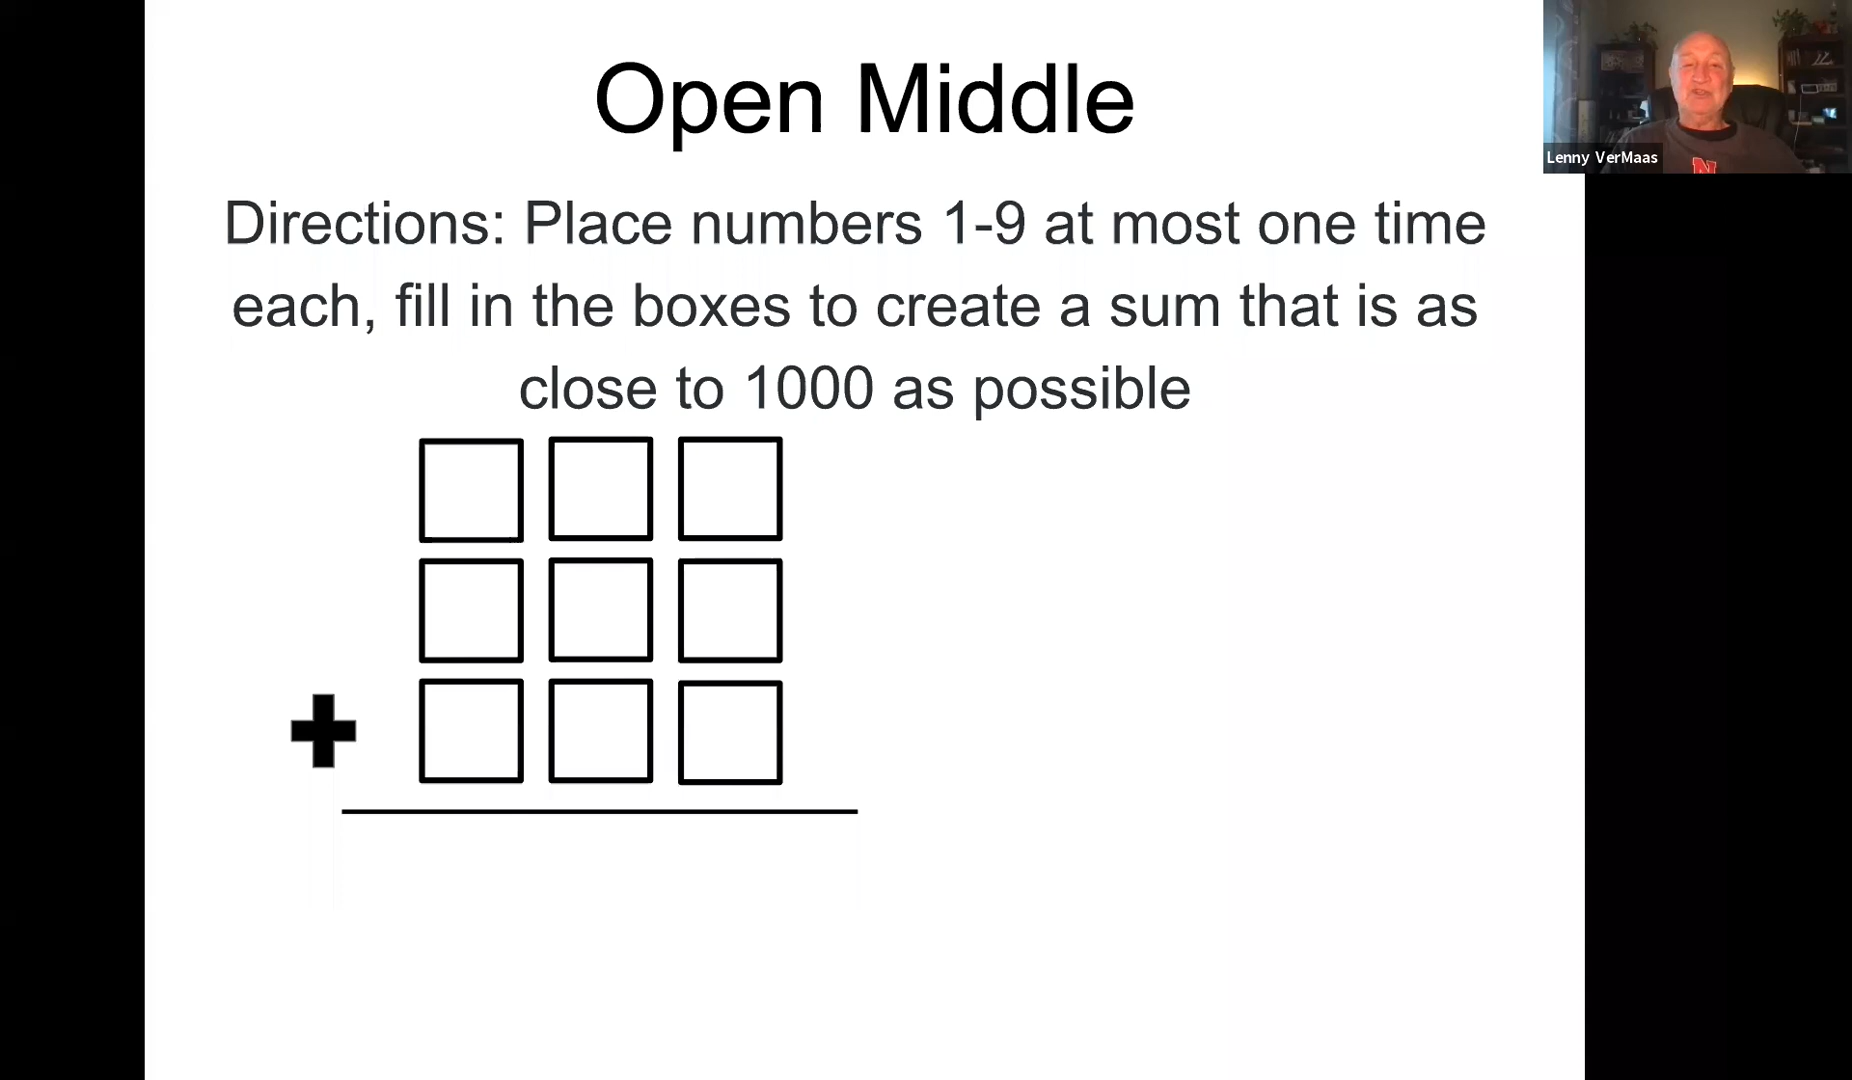 Open Middle
Lenny VerMaas
Directions: Place numbers 1-9 at most one time
each, fill in the boxes to create a sum that is as
close to 1000 as possible
N